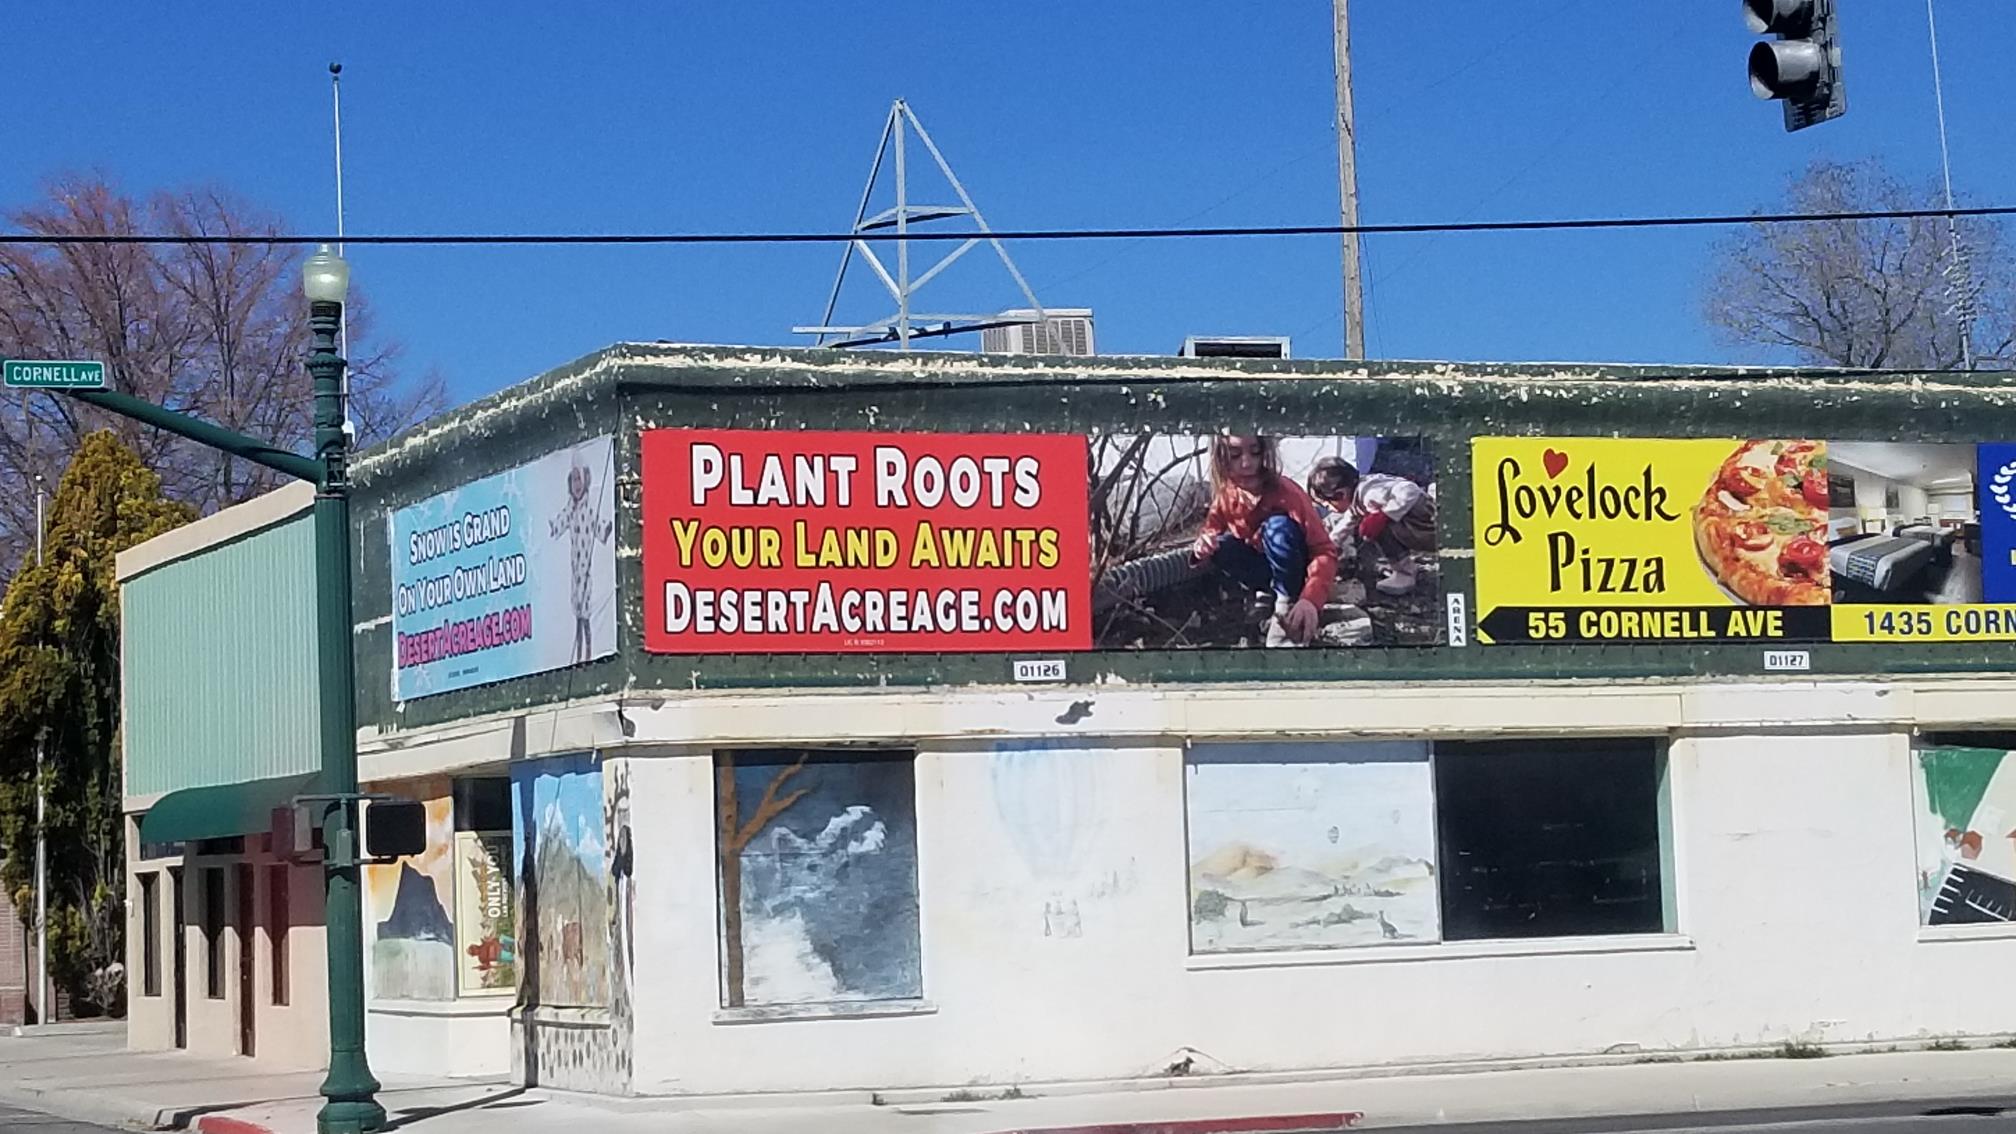 CORNELL AVE
SNOW IS GRAND
ON YOUR OWN LAND
DESERTACREAGE.COM
PLANT ROOTS
YOUR LAND AWAITS
DESERTACREAGE.COM
ARENA
01126
Lovelock
Pizza
55 CORNELL AVE
1435 CORN
01127
ONLY YOU